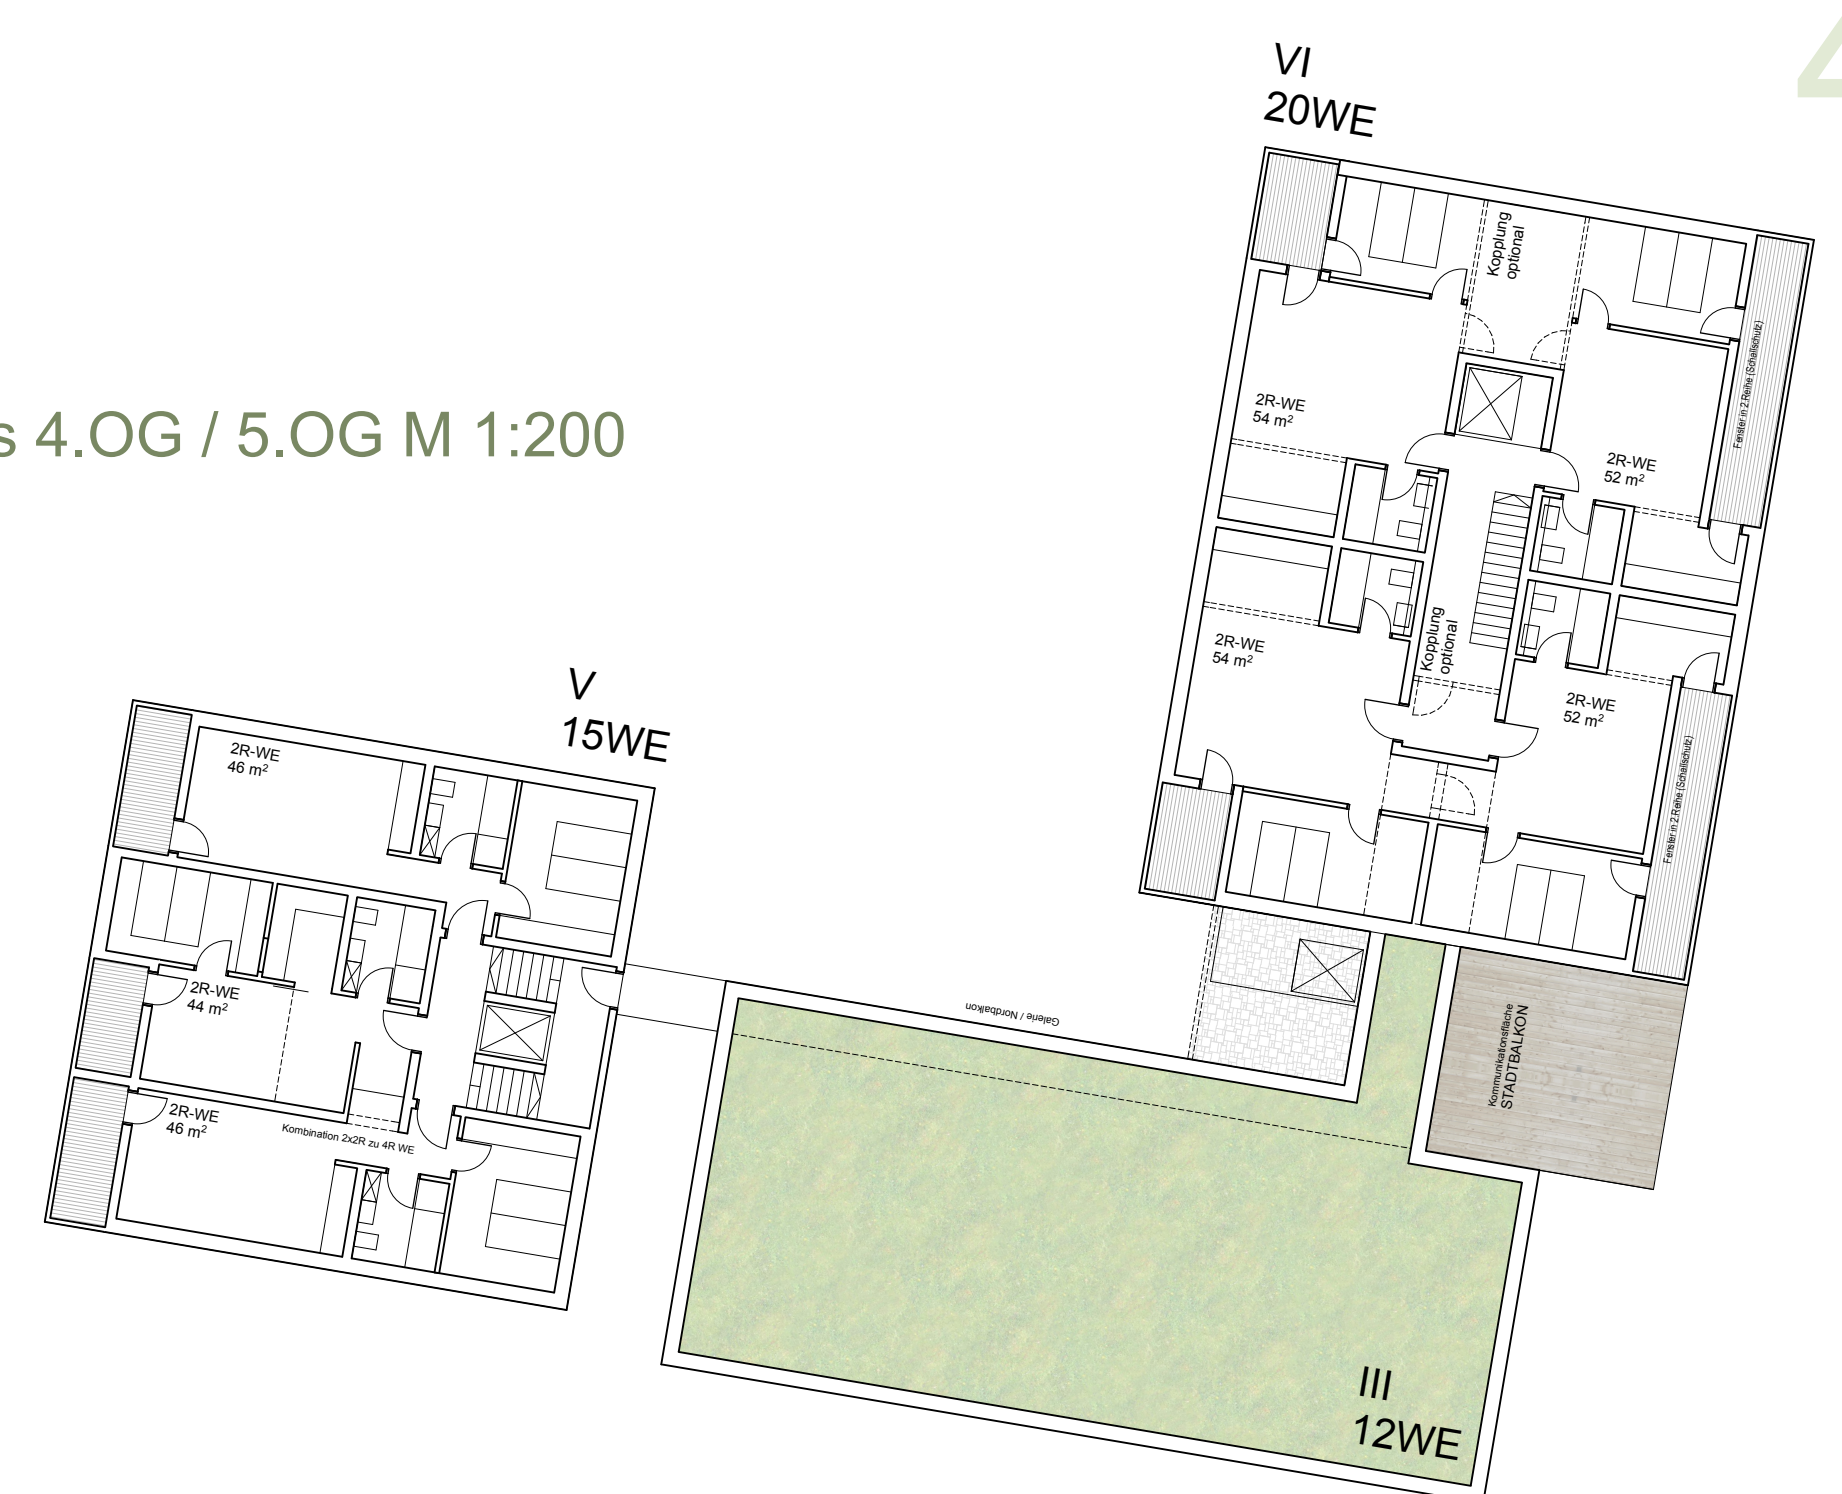 4
VI
20WE
Kopplung
optional
Fenster in 2.Reihe (Schallschutz)
2R-WE
54 m²
s 4.OG / 5.OG M 1:200
2R-WE
52 m²
Kopplung
optional
2R-WE
54 m²
2R-WE
52 m²
Fenster in 2.Reihe (Schallschutz)
V
15WE
2R-WE
46 m²
2R-WE
44 m²
2R-WE
46 m²
Kombination 2x2R zu 4R WE
Galerie / Nordbalkon
Kommunikationsfläche
STADTBALKON
III
12WE